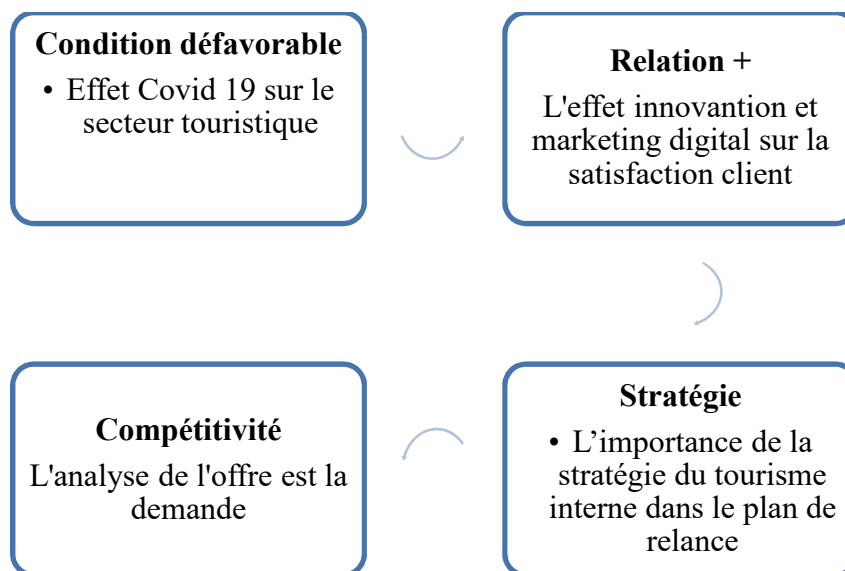 Condition défavorable
• Effet Covid 19 sur le
secteur touristique
Relation +
L'effet innovantion et
marketing digital sur la
satisfaction client
Stratégie
• L’importance de la
stratégie du tourisme
interne dans le plan de
relance
Compétitivité
L'analyse de l'offre est la
demande